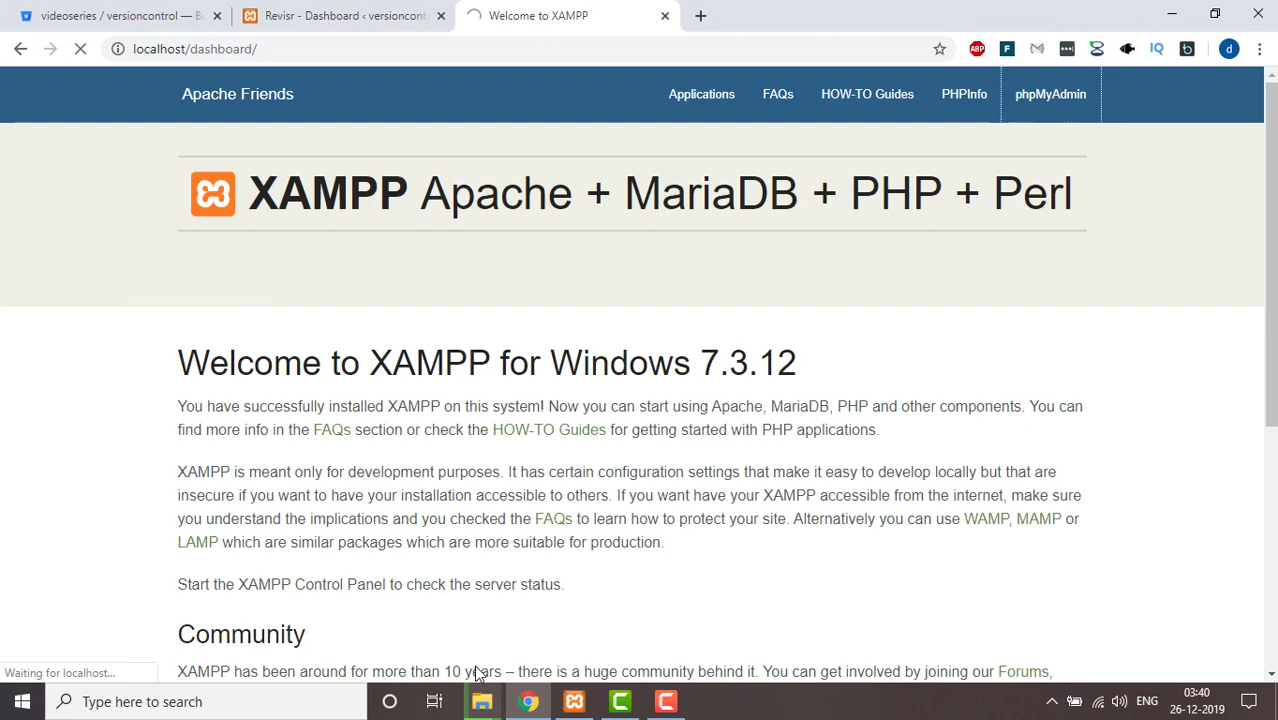 videoseries / versioncontrol — B
Revisr - Dashboard ‹ versioncont
Welcome to XAMPP
localhost/dashboard/
ABP
F
IQ
b
d
Apache Friends
Applications
FAQs
HOW-TO Guides
PHPInfo
phpMyAdmin
XAMPP Apache + MariaDB + PHP + Perl
Welcome to XAMPP for Windows 7.3.12
You have successfully installed XAMPP on this system! Now you can start using Apache, MariaDB, PHP and other components. You can
find more info in the FAQs section or check the HOW-TO Guides for getting started with PHP applications.
XAMPP is meant only for development purposes. It has certain configuration settings that make it easy to develop locally but that are
insecure if you want to have your installation accessible to others. If you want have your XAMPP accessible from the internet, make sure
you understand the implications and you checked the FAQs to learn how to protect your site. Alternatively you can use WAMP, MAMP or
LAMP which are similar packages which are more suitable for production.
Start the XAMPP Control Panel to check the server status.
Community
XAMPP has been around for more than 10 years – there is a huge community behind it. You can get involved by joining our Forums,
Waiting for localhost...
Type here to search
ENG
03:40
26-12-2019